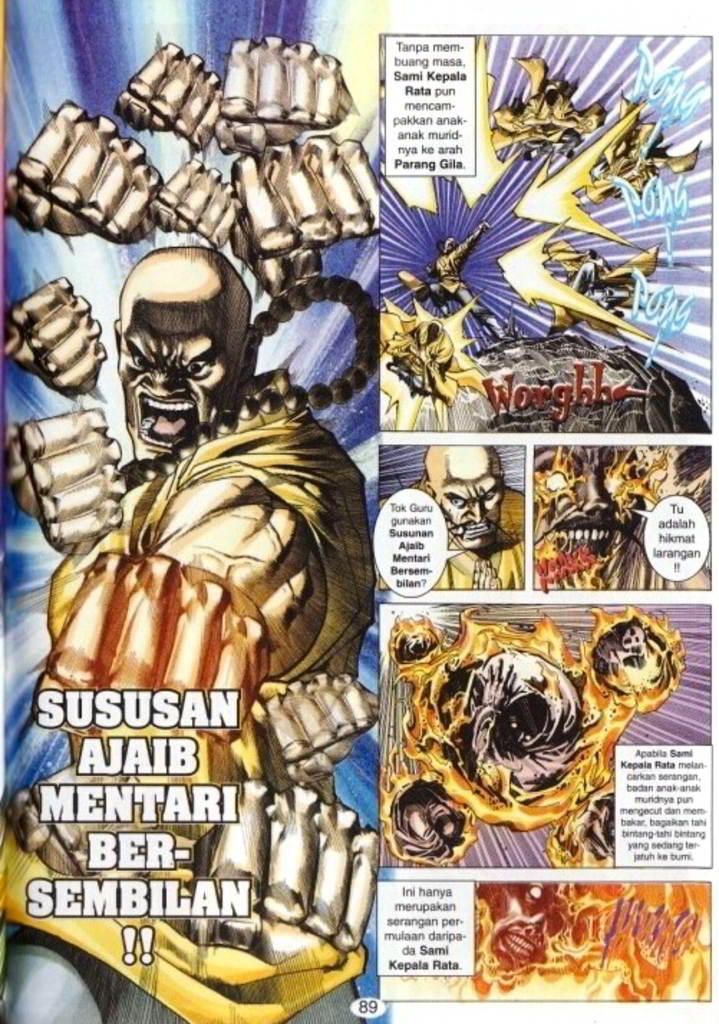 SUSUSAN
AJAIB
MENTARI
BER-
SEMBILAN
!!
Tanpa mem-
buang masa,
Sami Kepala
Rata pun
mencam-
pakkan anak-
anak murid-
nya ke arah
Parang Gila.
Pong
Pong
Pong
Worghh
Tok Guru
gunakan
Susunan
Ajaib
Mentari
Bersem-
bilan?
Tu
adalah
hikmat
larangan
!!
Apabila Sami
Kepala Rata melan-
carkan serangan,
badan anak-anak
muridnya pun
mengecut dan mem-
bakar, bagaikan tahi
bintang-tahi bintang
yang sedang ter-
jatuh ke bumi.
Ini hanya
merupakan
serangan per-
mulaan daripa-
da Sami
Kepala Rata.
89